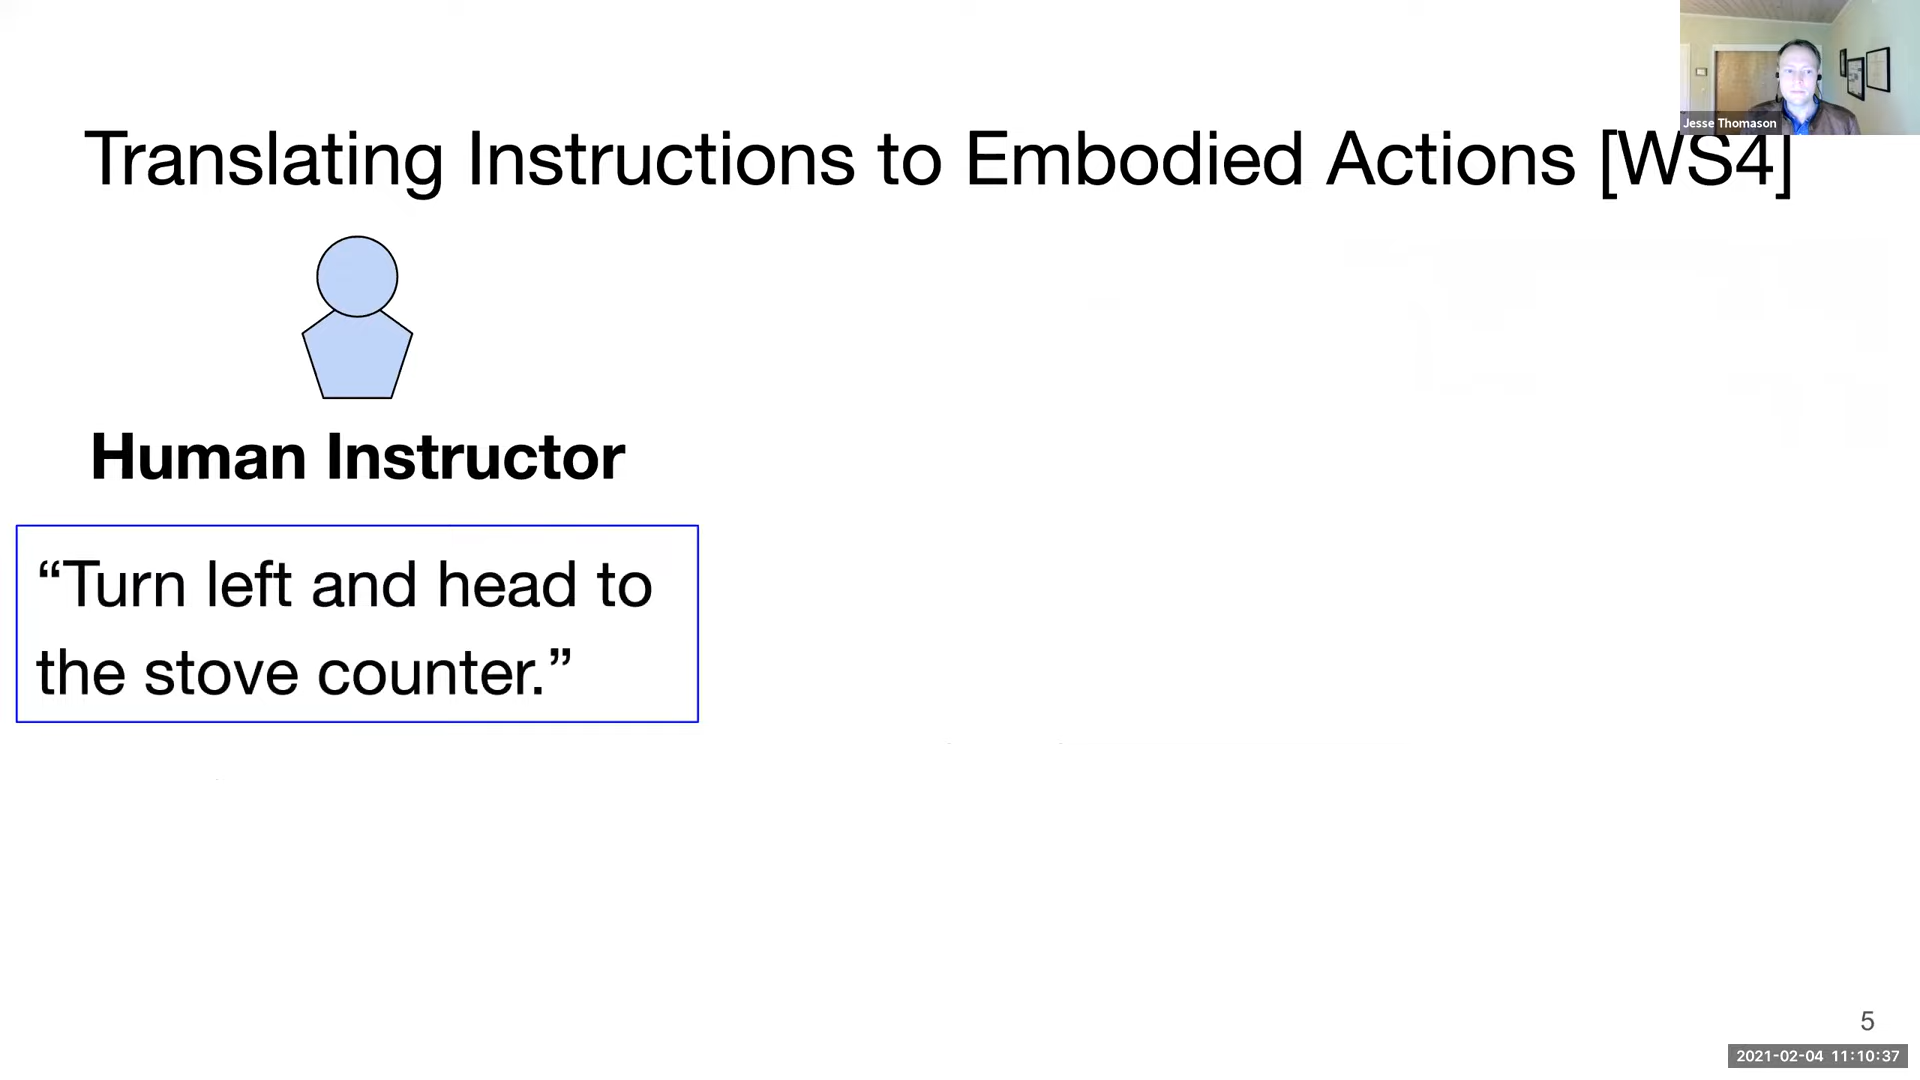 Jesse Thomason
Translating Instructions to Embodied Actions [WS4]
Human Instructor
“Turn left and head to
the stove counter.”
5
2021-02-04 11:10:37